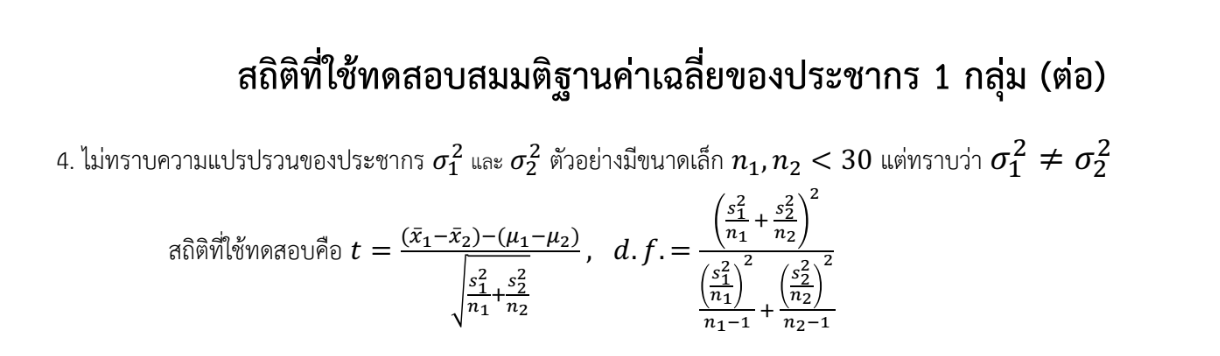 สถิติที่ใช้ทดสอบสมมติฐานค่าเฉลี่ยของประชากร 1 กลุ่ม (ต่อ)
4. ไม่ทราบความแปรปรวนของประชากร $\sigma_1^2$ และ $\sigma_2^2$ ตัวอย่างมีขนาดเล็ก $n_1, n_2 < 30$ แต่ทราบว่า $\sigma_1^2 \neq \sigma_2^2$
สถิติที่ใช้ทดสอบคือ $t = \frac{(\bar{x}_1-\bar{x}_2)-(\mu_1-\mu_2)}{\sqrt{\frac{s_1^2}{n_1}+\frac{s_2^2}{n_2}}}, \; d.f. = \frac{\left(\frac{s_1^2}{n_1}+\frac{s_2^2}{n_2}\right)^2}{\frac{\left(\frac{s_1^2}{n_1}\right)^2}{n_1-1}+\frac{\left(\frac{s_2^2}{n_2}\right)^2}{n_2-1}}$